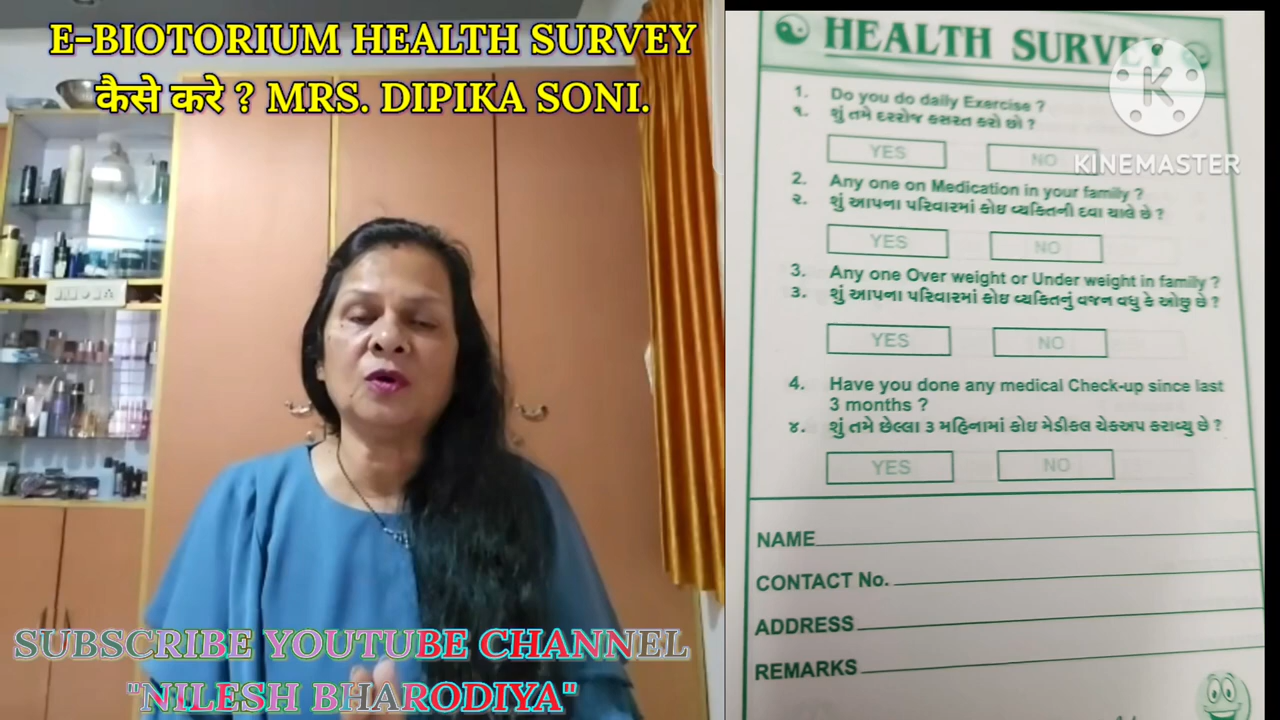 E-BIOTORIUM HEALTH SURVEY
कैसे करे ? MRS. DIPIKA SONI.
SUBSCRIBE YOUTUBE CHANNEL
"NILESH BHARODIYA"
HEALTH SURVEY
K
KINEMASTER
1. Do you do daily Exercise ?
૧. શું તમે દરરોજ કસરત કરો છો ?
YES NO
2. Any one on Medication in your family ?
૨. શું આપના પરિવારમાં કોઇ વ્યકિતની દવા ચાલે છે ?
YES NO
3. Any one Over weight or Under weight in family ?
૩. શું આપના પરિવારમાં કોઇ વ્યકિતનું વજન વધુ કે ઓછુ છે ?
YES NO
4. Have you done any medical Check-up since last
3 months ?
૪. શું તમે છેલ્લા ૩ મહિનામાં કોઇ મેડીકલ ચેકઅપ કરાવ્યુ છે ?
YES NO
NAME
CONTACT No.
ADDRESS
REMARKS